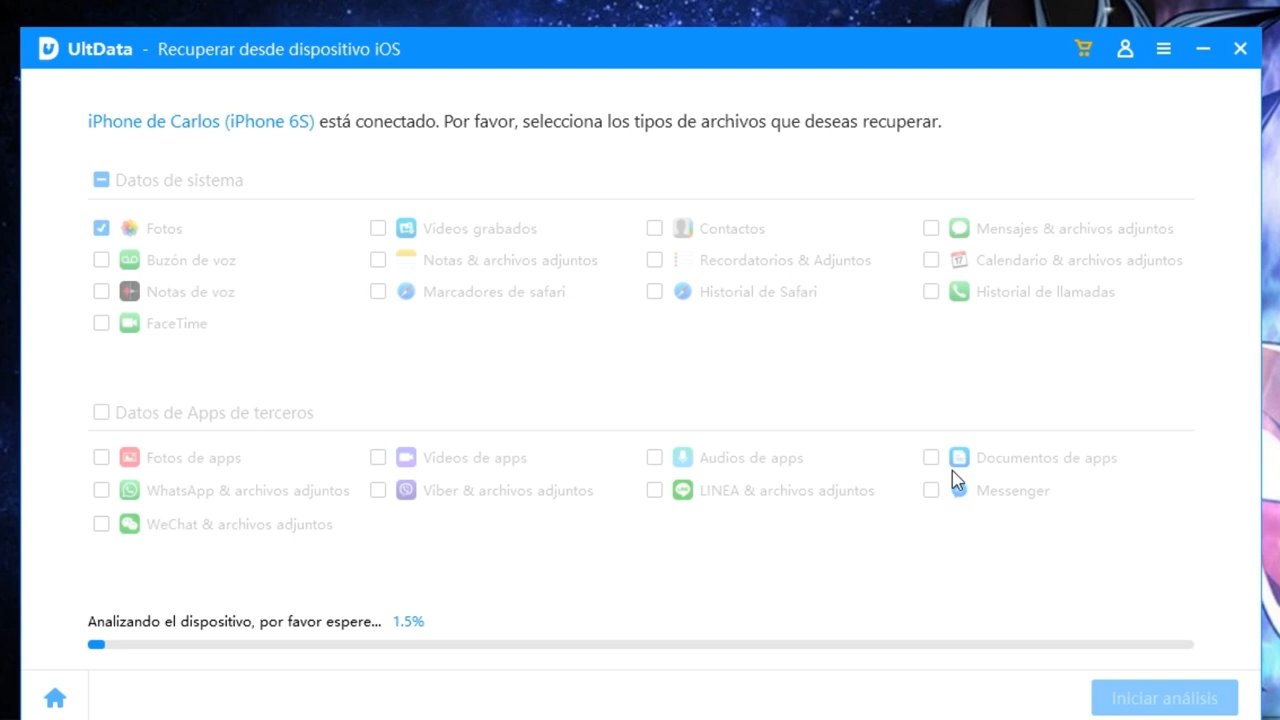 UltData - Recuperar desde dispositivo iOS
iPhone de Carlos (iPhone 6S) está conectado. Por favor, selecciona los tipos de archivos que deseas recuperar.
Datos de sistema
Fotos Vídeos grabados Contactos Mensajes & archivos adjuntos
Buzón de voz Notas & archivos adjuntos Recordatorios & Adjuntos Calendario & archivos adjuntos
Notas de voz Marcadores de safari Historial de Safari Historial de llamadas
FaceTime
Datos de Apps de terceros
Fotos de apps Vídeos de apps Audios de apps Documentos de apps
WhatsApp & archivos adjuntos Viber & archivos adjuntos LINEA & archivos adjuntos Messenger
WeChat & archivos adjuntos
Analizando el dispositivo, por favor espere... 1.5%
Iniciar análisis